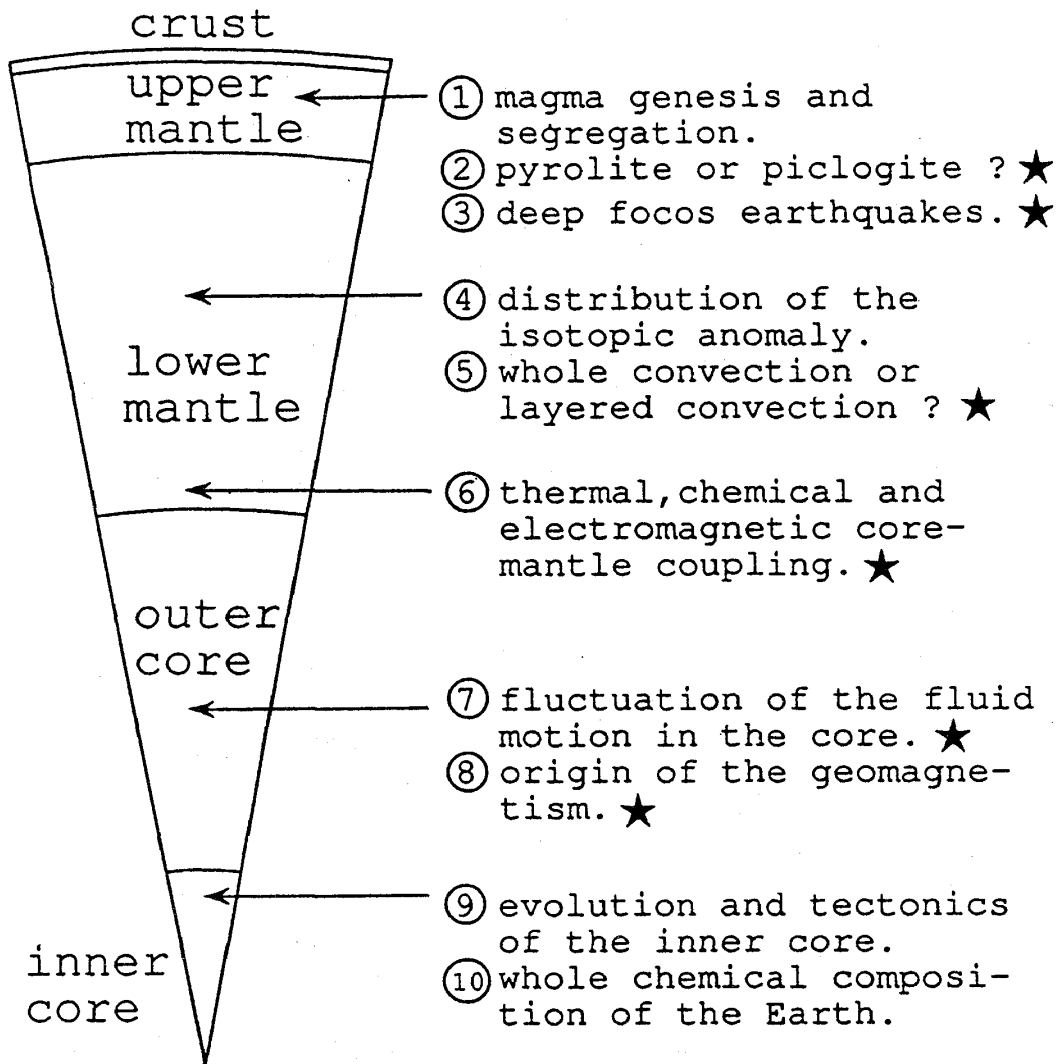 crust
upper
mantle
① magma genesis and
segregation.
② pyrolite or piclogite ? ★
③ deep focos earthquakes. ★
④ distribution of the
isotopic anomaly.
⑤ whole convection or
layered convection ? ★
lower
mantle
⑥ thermal,chemical and
electromagnetic core-
mantle coupling. ★
outer
core
⑦ fluctuation of the fluid
motion in the core. ★
⑧ origin of the geomagne-
tism. ★
⑨ evolution and tectonics
of the inner core.
⑩ whole chemical composi-
tion of the Earth.
inner
core